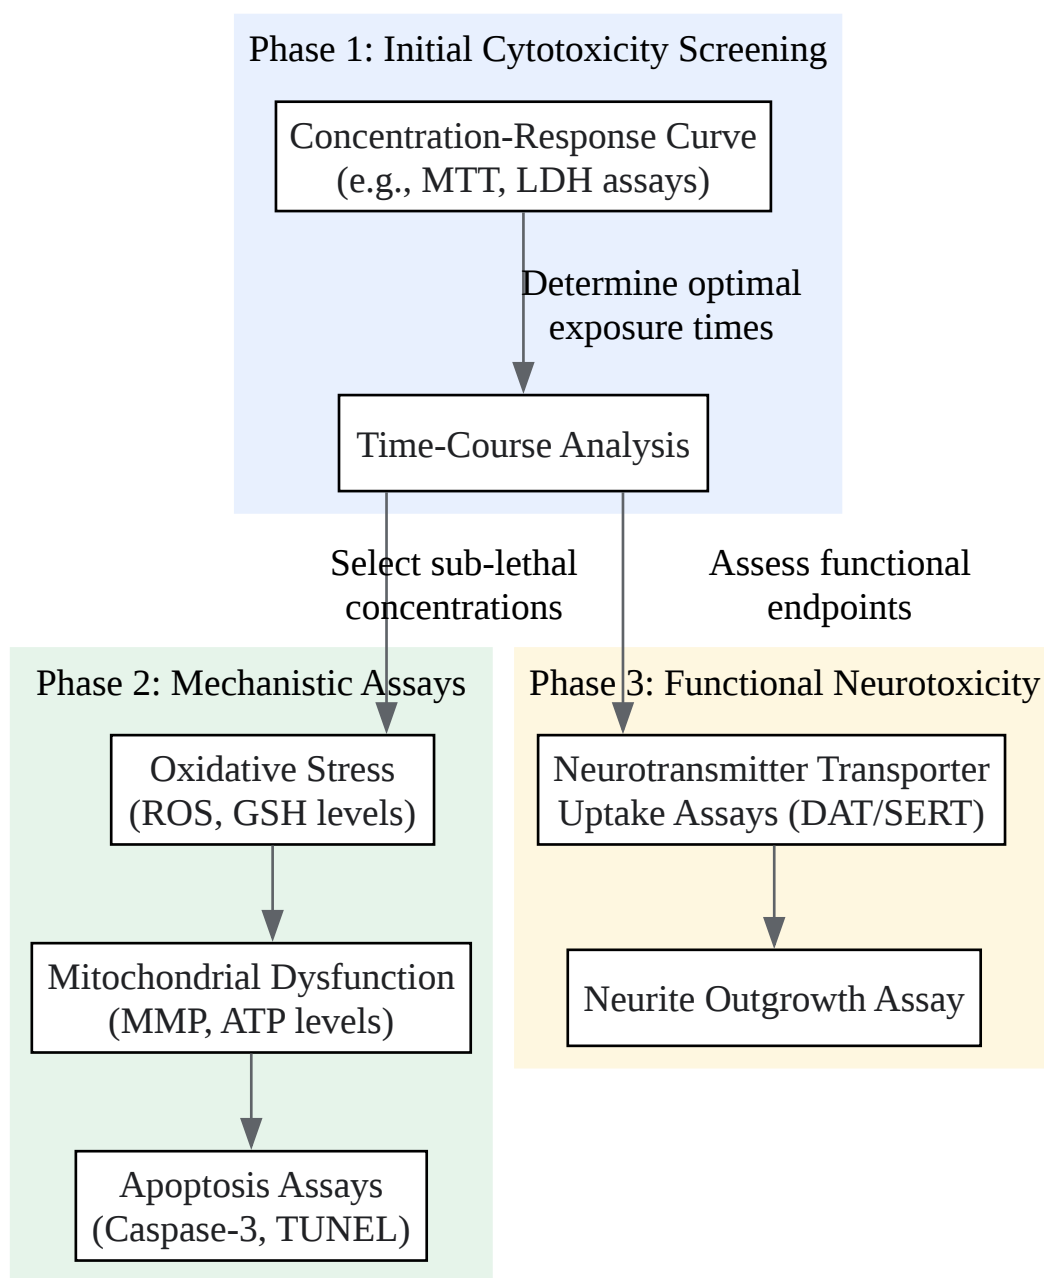 Phase 1: Initial Cytotoxicity Screening
Concentration-Response Curve
(e.g., MTT, LDH assays)
Determine optimal
exposure times
Time-Course Analysis
Select sub-lethal
concentrations
Assess functional
endpoints
Phase 2: Mechanistic Assays
Oxidative Stress
(ROS, GSH levels)
Mitochondrial Dysfunction
(MMP, ATP levels)
Apoptosis Assays
(Caspase-3, TUNEL)
Phase 3: Functional Neurotoxicity
Neurotransmitter Transporter
Uptake Assays (DAT/SERT)
Neurite Outgrowth Assay